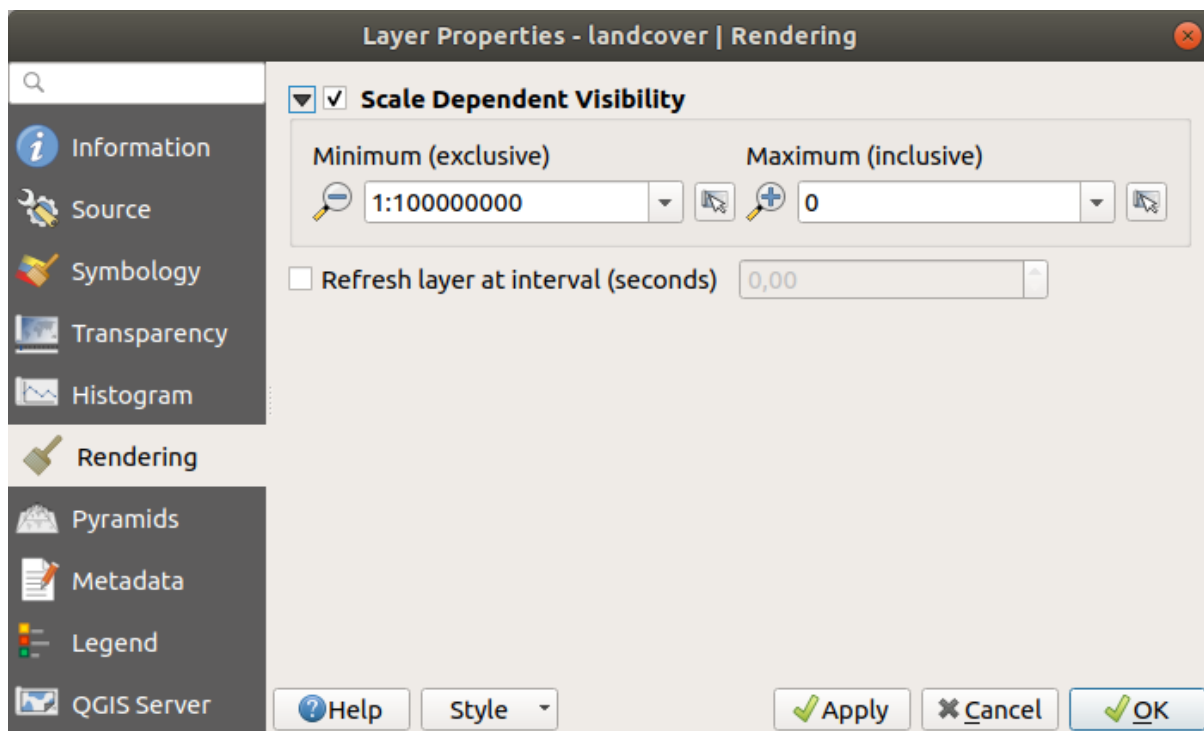 Layer Properties - landcover | Rendering
Information
Source
Symbology
Transparency
Histogram
Rendering
Pyramids
Metadata
Legend
QGIS Server
Scale Dependent Visibility
Minimum (exclusive) Maximum (inclusive)
1:100000000 0
Refresh layer at interval (seconds) 0,00
Help Style Apply Cancel OK